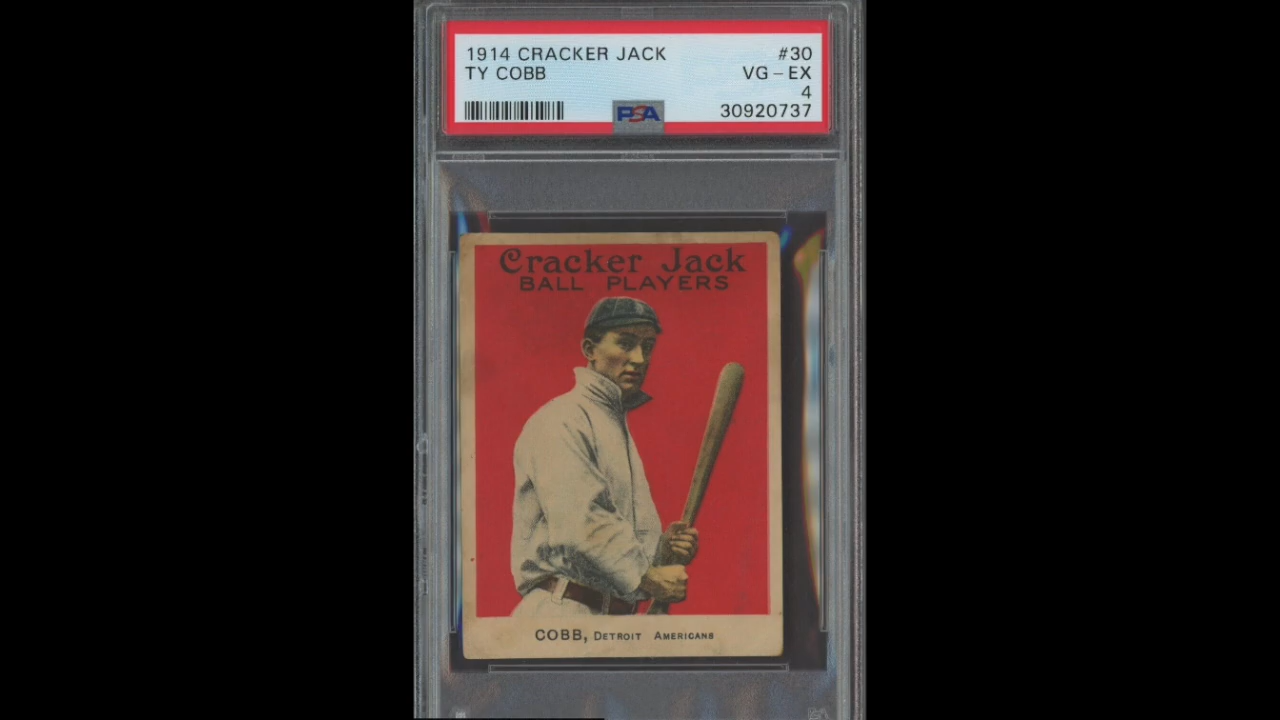 1914 CRACKER JACK #30
TY COBB VG-EX
4
PSA 30920737
Cracker Jack
BALL PLAYERS
COBB, DETROIT AMERICANS